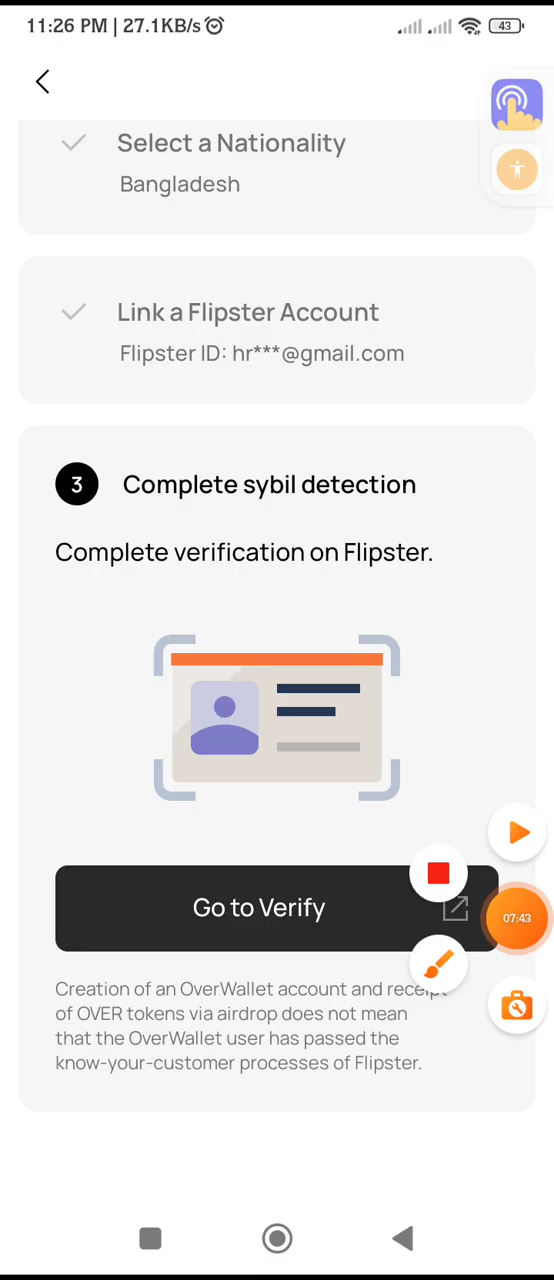 11:26 PM | 27.1KB/s
43
Select a Nationality
Bangladesh
Link a Flipster Account
Flipster ID: hr***@gmail.com
3 Complete sybil detection
Complete verification on Flipster.
Go to Verify
07:43
Creation of an OverWallet account and receipt
of OVER tokens via airdrop does not mean
that the OverWallet user has passed the
know-your-customer processes of Flipster.